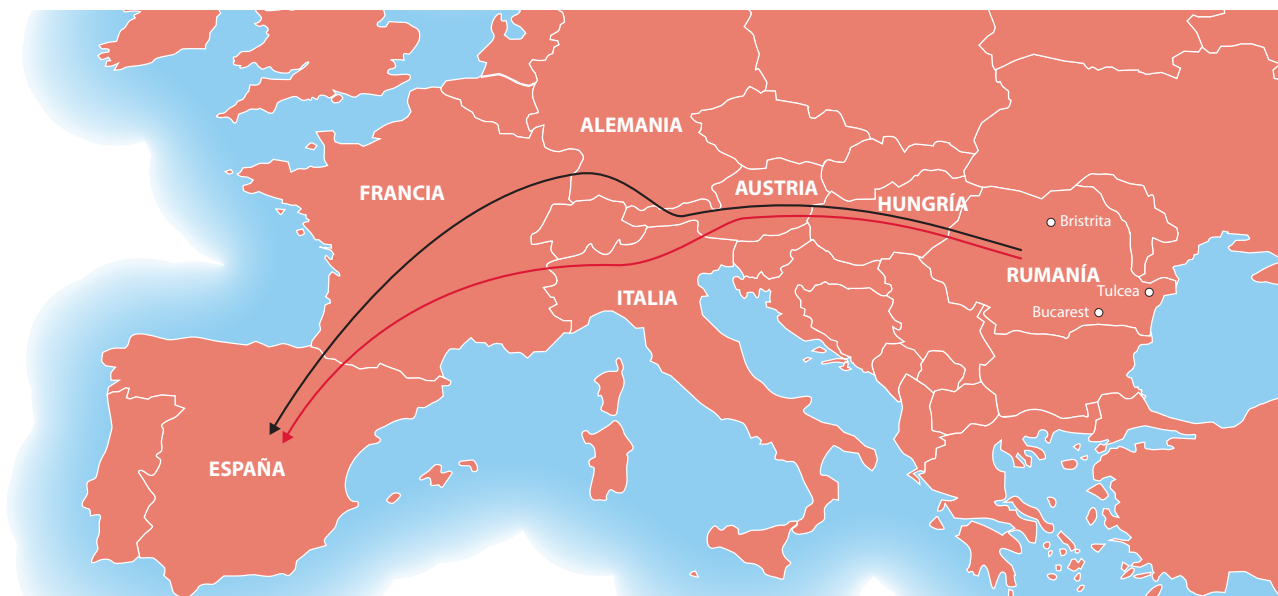 ALEMANIA
FRANCIA
AUSTRIA
HUNGRÍA
Bristrita
RUMANÍA
Tulcea
ITALIA
Bucarest
ESPAÑA